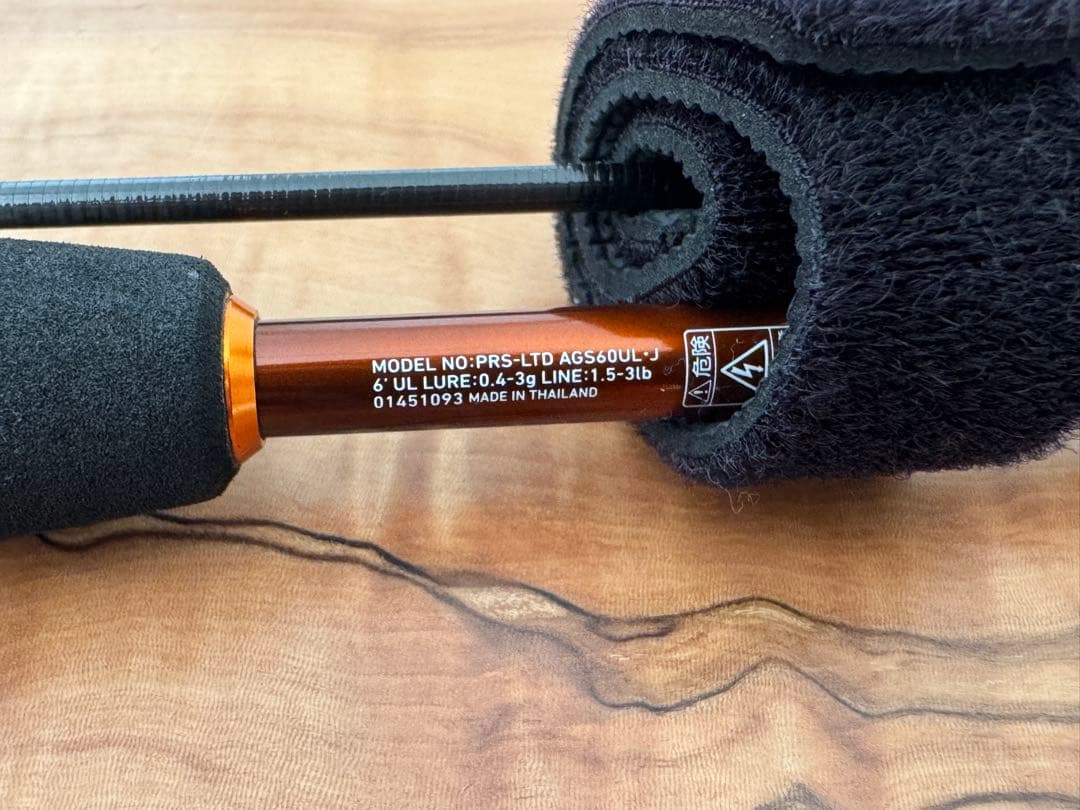 MODEL NO:PRS-LTD AGS60UL・J
6' UL LURE:0.4-3g LINE:1.5-3lb
01451093 MADE IN THAILAND
危険